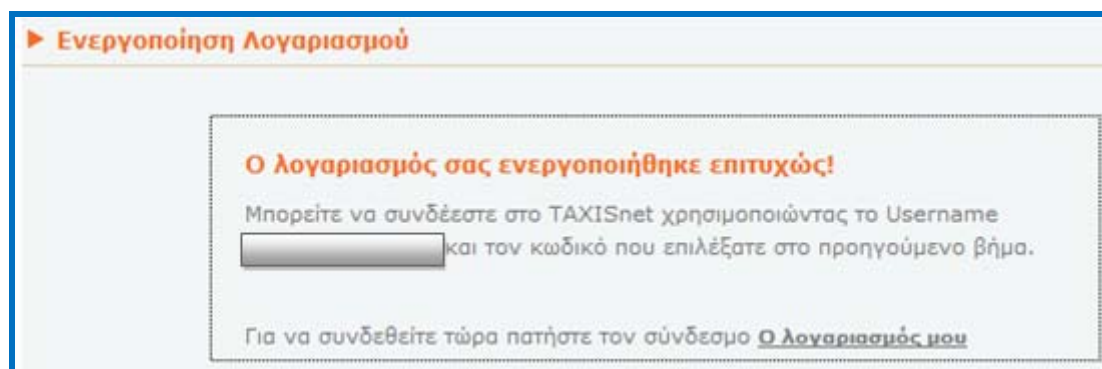 Ενεργοποίηση Λογαριασμού
Ο λογαριασμός σας ενεργοποιήθηκε επιτυχώς!
Μπορείτε να συνδέεστε στο TAXISnet χρησιμοποιώντας το Username
και τον κωδικό που επιλέξατε στο προηγούμενο βήμα.
Για να συνδεθείτε τώρα πατήστε τον σύνδεσμο Ο λογαριασμός μου